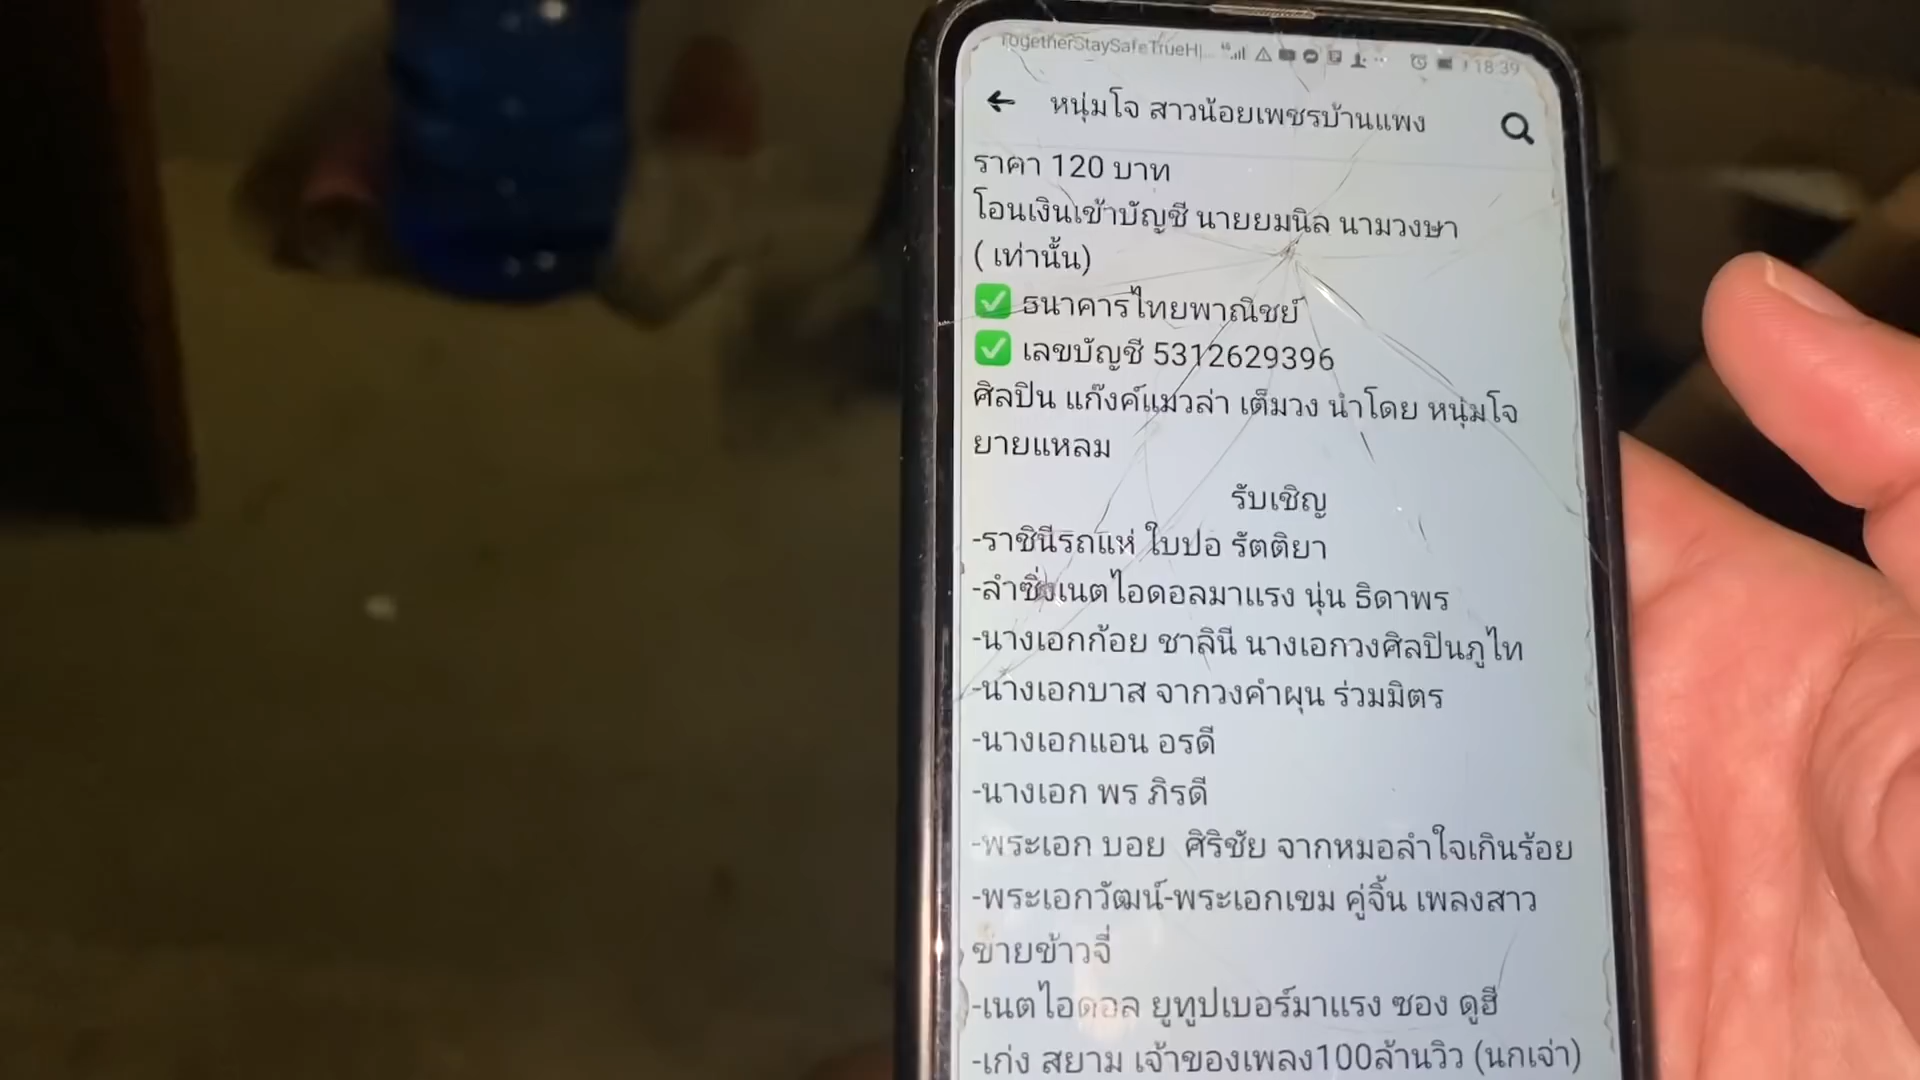 TogetherStaySafeTrueH|... 18:39
หนุ่มโจ สาวน้อยเพชรบ้านแพง
ราคา 120 บาท
โอนเงินเข้าบัญชี นายยมนิล นามวงษา
( เท่านั้น)
✅ ธนาคารไทยพาณิชย์
✅ เลขบัญชี 5312629396
ศิลปิน แก๊งค์แมวล่า เต็มวง นำโดย หนุ่มโจ
ยายแหลม
รับเชิญ
-ราชินีรถแห่ ใบปอ รัตติยา
-ลำซิ่งเนตไอดอลมาแรง นุ่น ธิดาพร
-นางเอกก้อย ชาลินี นางเอกวงศิลปินภูไท
-นางเอกบาส จากวงคำผุน ร่วมมิตร
-นางเอกแอน อรดี
-นางเอก พร ภิรดี
-พระเอก บอย ศิริชัย จากหมอลำใจเกินร้อย
-พระเอกวัฒน์-พระเอกเขม คู่จิ้น เพลงสาว
ขายข้าวจี่
-เนตไอดอล ยูทูปเบอร์มาแรง ซอง ดูฮี
-เก่ง สยาม เจ้าของเพลง100ล้านวิว (นกเจ่า)